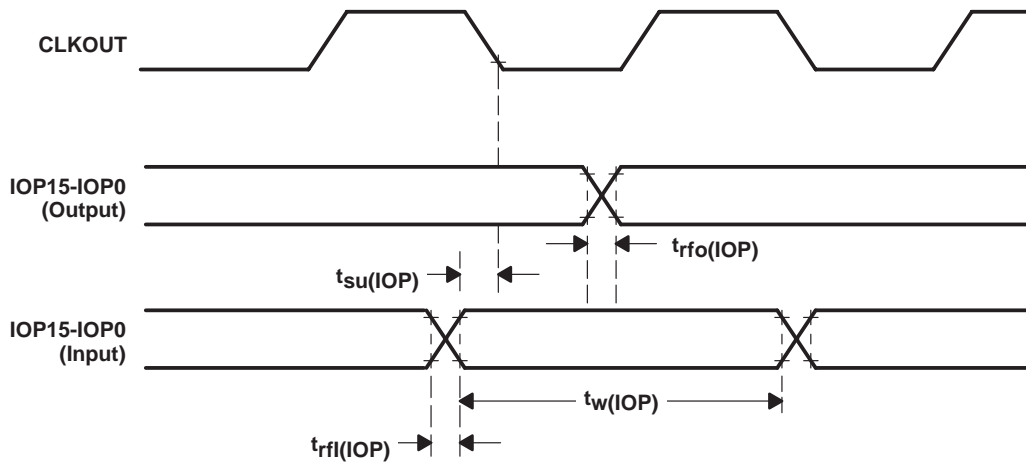 CLKOUT
IOP15-IOP0
(Output)
trfo(IOP)
tsu(IOP)
IOP15-IOP0
(Input)
tw(IOP)
trfI(IOP)